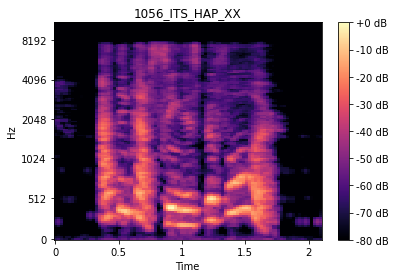 1056_ITS_HAP_XX
+0 dB
8192
-10 dB
4096
-20 dB
-30 dB
2048
Hz
-40 dB
1024
-50 dB
512
-60 dB
-70 dB
0
-80 dB
0
0.5
1
1.5
2
Time